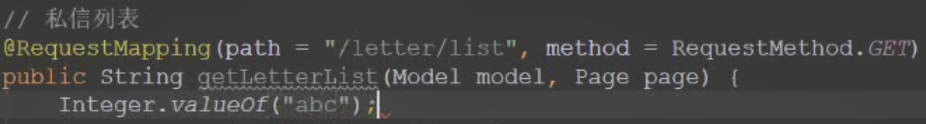 // 私信列表
@RequestMapping(path = "/letter/list", method = RequestMethod.GET)
public String getLetterList(Model model, Page page) {
Integer.valueOf("abc");